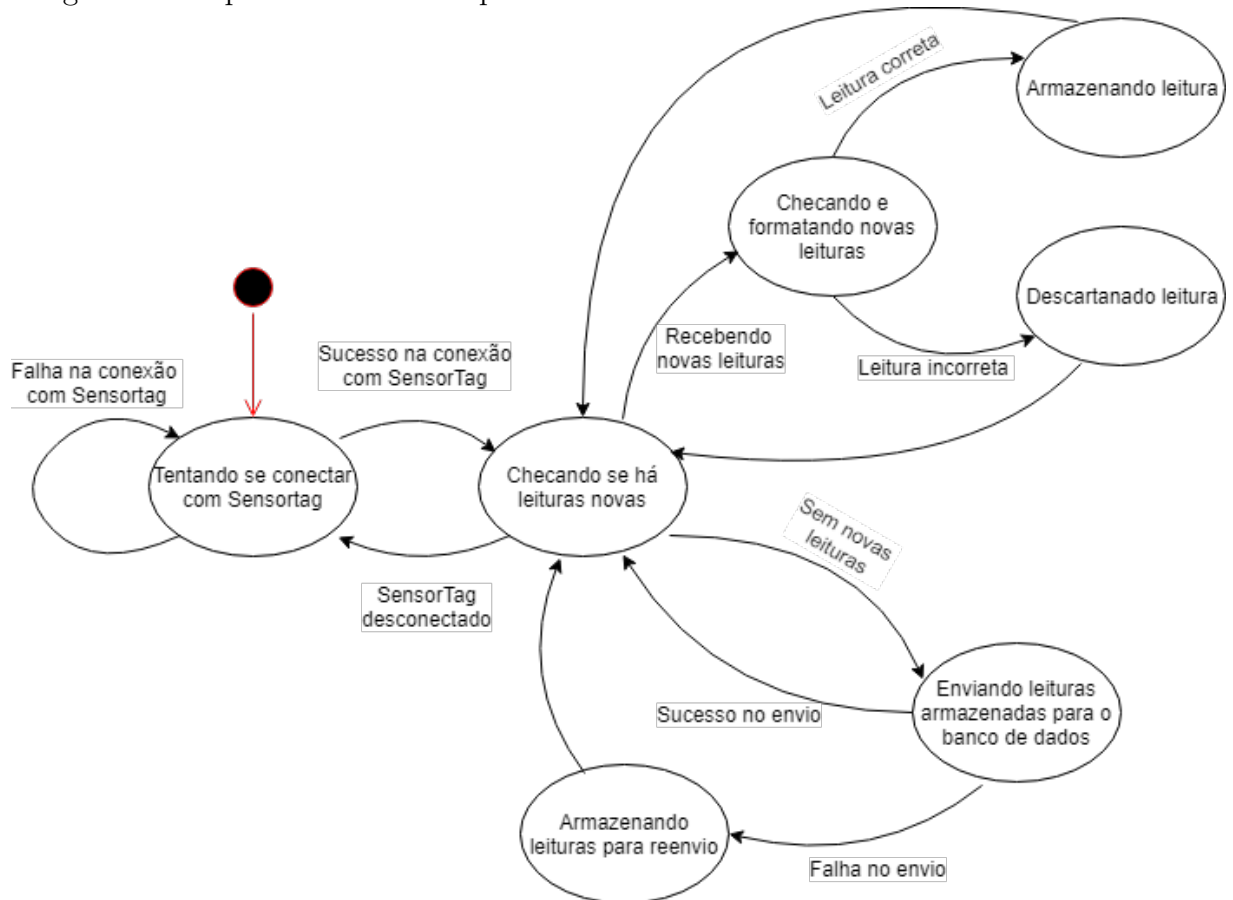 Leitura correta
Armazenando leitura
Checando e
formatando novas
leituras
Descartanado leitura
Recebendo
novas leituras
Leitura incorreta
Sucesso na conexão
com SensorTag
Falha na conexão
com Sensortag
Tentando se conectar
com Sensortag
Checando se há
leituras novas
Sem novas
leituras
SensorTag
desconectado
Enviando leituras
armazenadas para o
banco de dados
Sucesso no envio
Armazenando
leituras para reenvio
Falha no envio